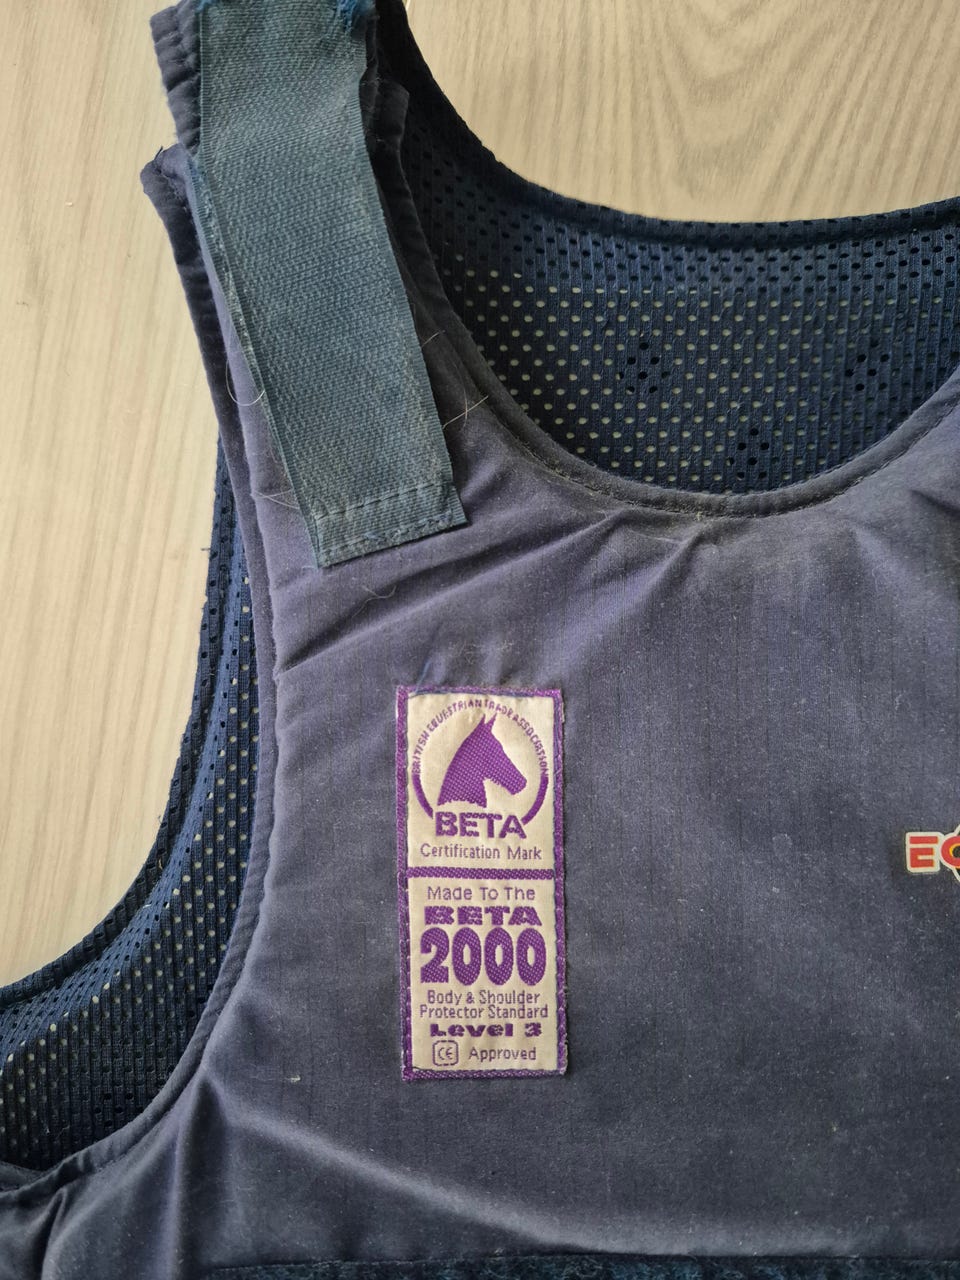 BRITISH EQUESTRIAN TRADE ASSOCIATION
BETA
Certification Mark
Made To The
BETA
2000
Body & Shoulder
Protector Standard
Level 3
CE Approved
E